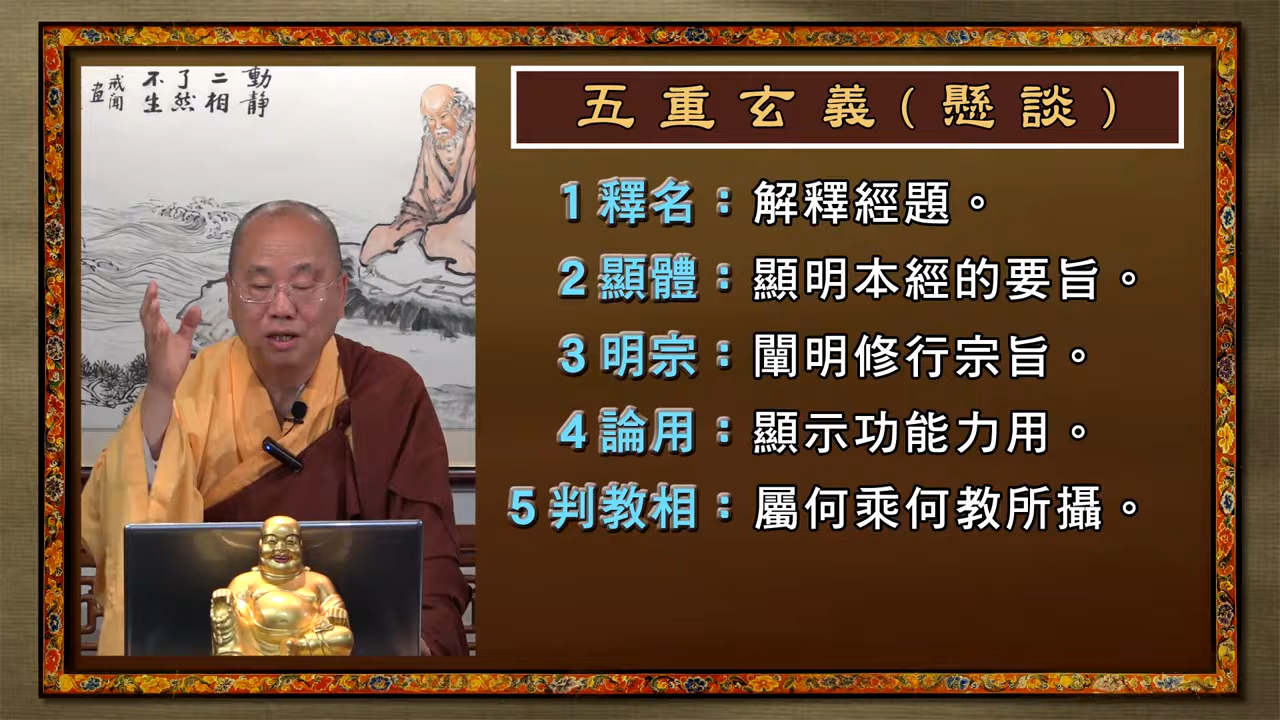 動靜
二相
了然
不生
戒聞
畫
五重玄義(懸談)
1 釋名：解釋經題。
2 顯體：顯明本經的要旨。
3 明宗：闡明修行宗旨。
4 論用：顯示功能力用。
5 判教相：屬何乘何教所攝。